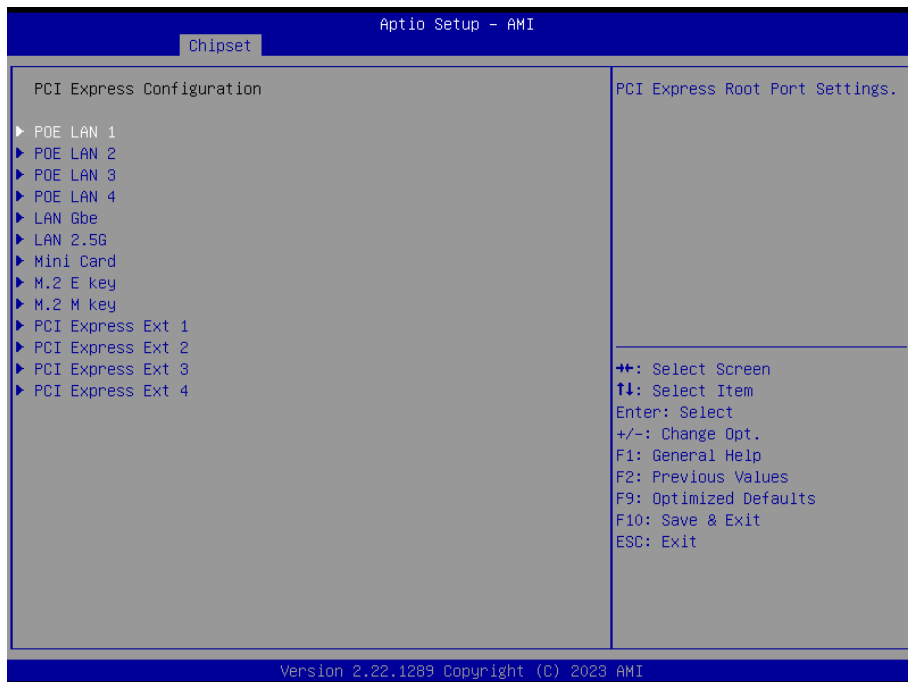 Aptio Setup – AMI
Chipset
PCI Express Configuration
POE LAN 1
POE LAN 2
POE LAN 3
POE LAN 4
LAN Gbe
LAN 2.5G
Mini Card
M.2 E key
M.2 M key
PCI Express Ext 1
PCI Express Ext 2
PCI Express Ext 3
PCI Express Ext 4
PCI Express Root Port Settings.
→←: Select Screen
↑↓: Select Item
Enter: Select
+/-: Change Opt.
F1: General Help
F2: Previous Values
F9: Optimized Defaults
F10: Save & Exit
ESC: Exit
Version 2.22.1289 Copyright (C) 2023 AMI